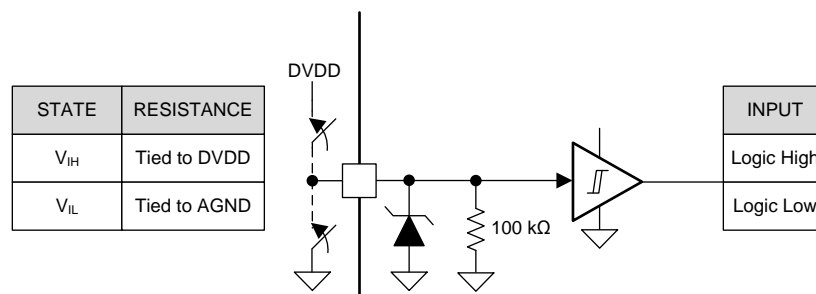 DVDD
STATE RESISTANCE
V_IH Tied to DVDD
V_IL Tied to AGND
100 kΩ
INPUT
Logic High
Logic Low